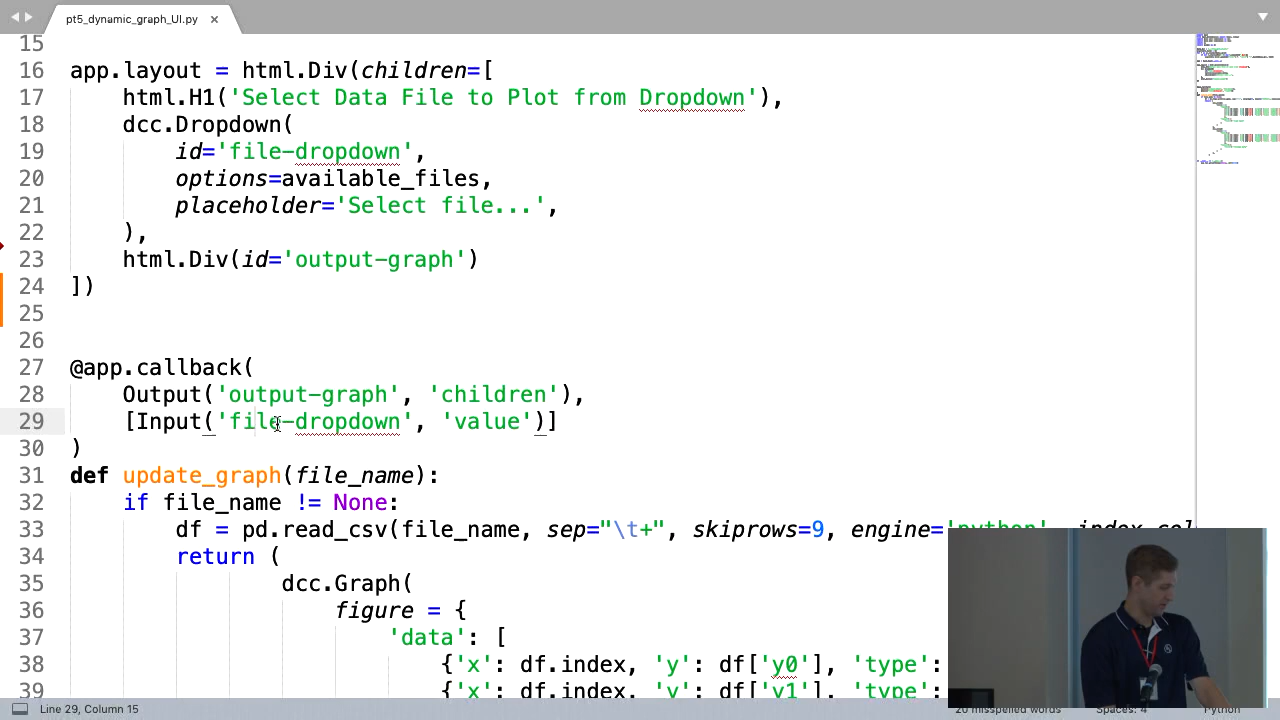 pt5_dynamic_graph_UI.py ×
15
16 app.layout = html.Div(children=[
17 html.H1('Select Data File to Plot from Dropdown'),
18 dcc.Dropdown(
19 id='file-dropdown',
20 options=available_files,
21 placeholder='Select file...',
22 ),
23 html.Div(id='output-graph')
24 ])
25
26
27 @app.callback(
28 Output('output-graph', 'children'),
29 [Input('file-dropdown', 'value')]
30 )
31 def update_graph(file_name):
32 if file_name != None:
33 df = pd.read_csv(file_name, sep="\t+", skiprows=9, engine='python', index_col
34 return (
35 dcc.Graph(
36 figure = {
37 'data': [
38 {'x': df.index, 'y': df['y0'], 'type':
39 {'x': df.index, 'y': df['y1'], 'type':
Line 29, Column 15 20 misspelled words Spaces: 4 Python